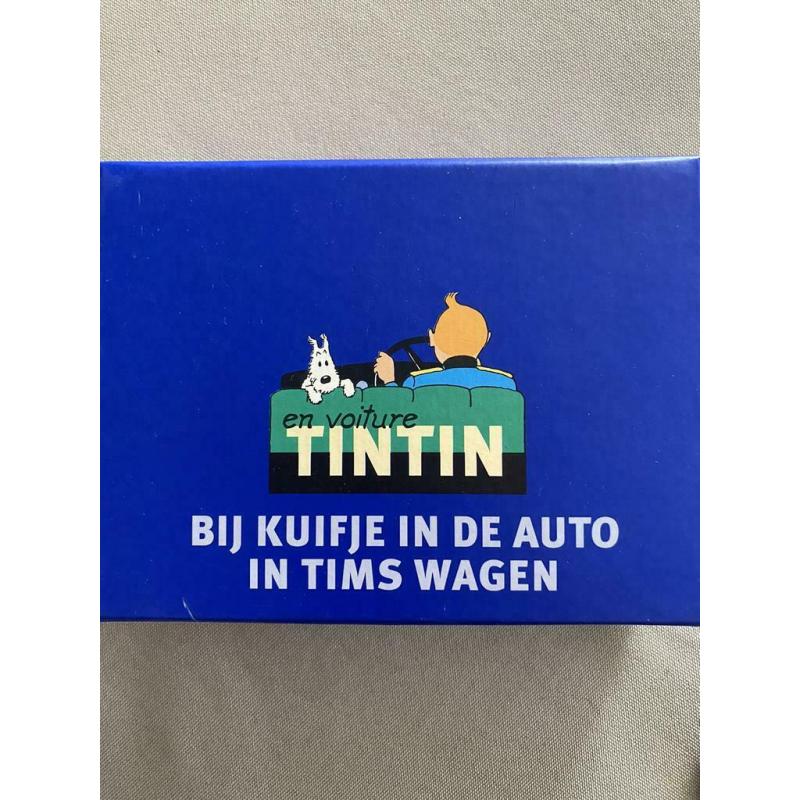 en voiture
TINTIN
BIJ KUIFJE IN DE AUTO
IN TIMS WAGEN